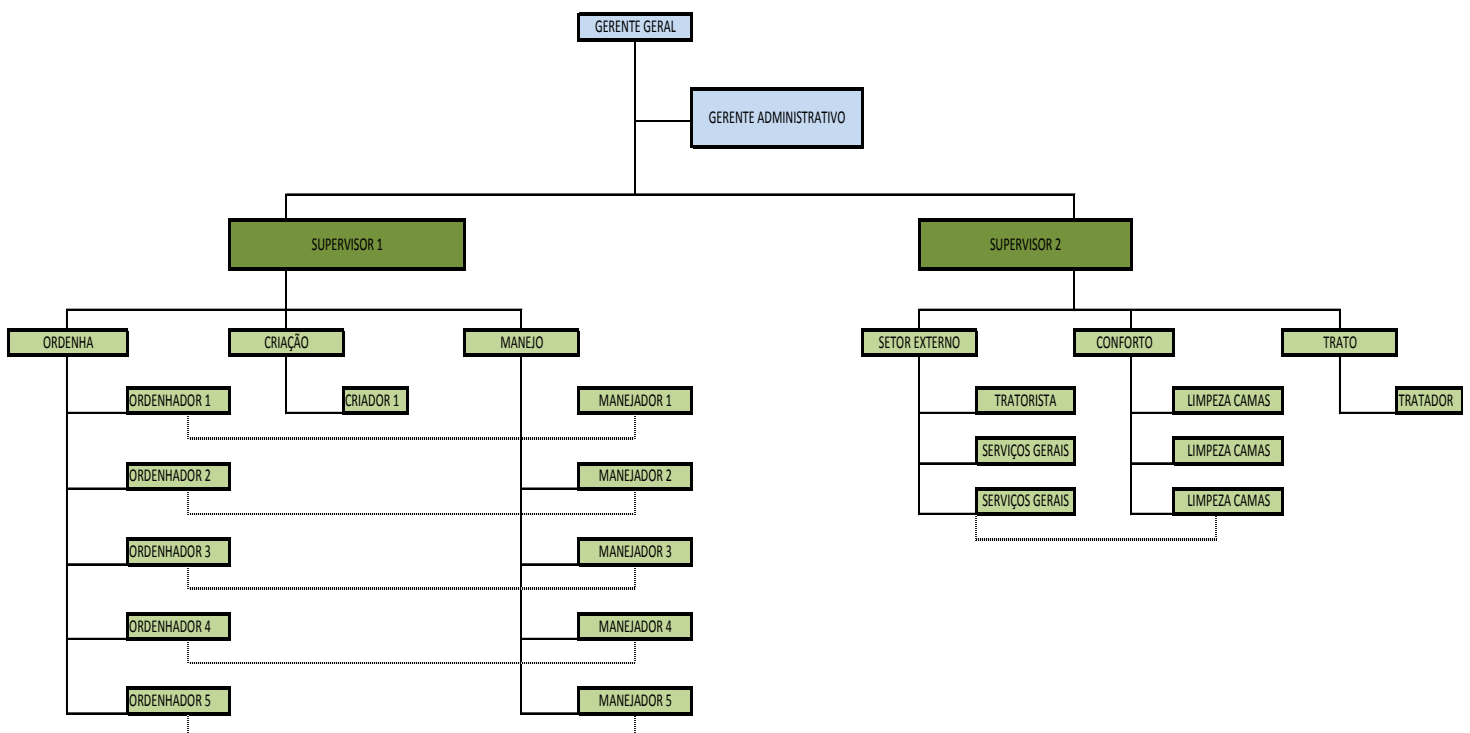 GERENTE GERAL
GERENTE ADMINISTRATIVO
SUPERVISOR 1
SUPERVISOR 2
ORDENHA
CRIAÇÃO
MANEJO
SETOR EXTERNO
CONFORTO
TRATO
ORDENHADOR 1
CRIADOR 1
MANEJADOR 1
TRATORISTA
LIMPEZA CAMAS
TRATADOR
SERVIÇOS GERAIS
LIMPEZA CAMAS
ORDENHADOR 2
MANEJADOR 2
SERVIÇOS GERAIS
LIMPEZA CAMAS
ORDENHADOR 3
MANEJADOR 3
ORDENHADOR 4
MANEJADOR 4
ORDENHADOR 5
MANEJADOR 5